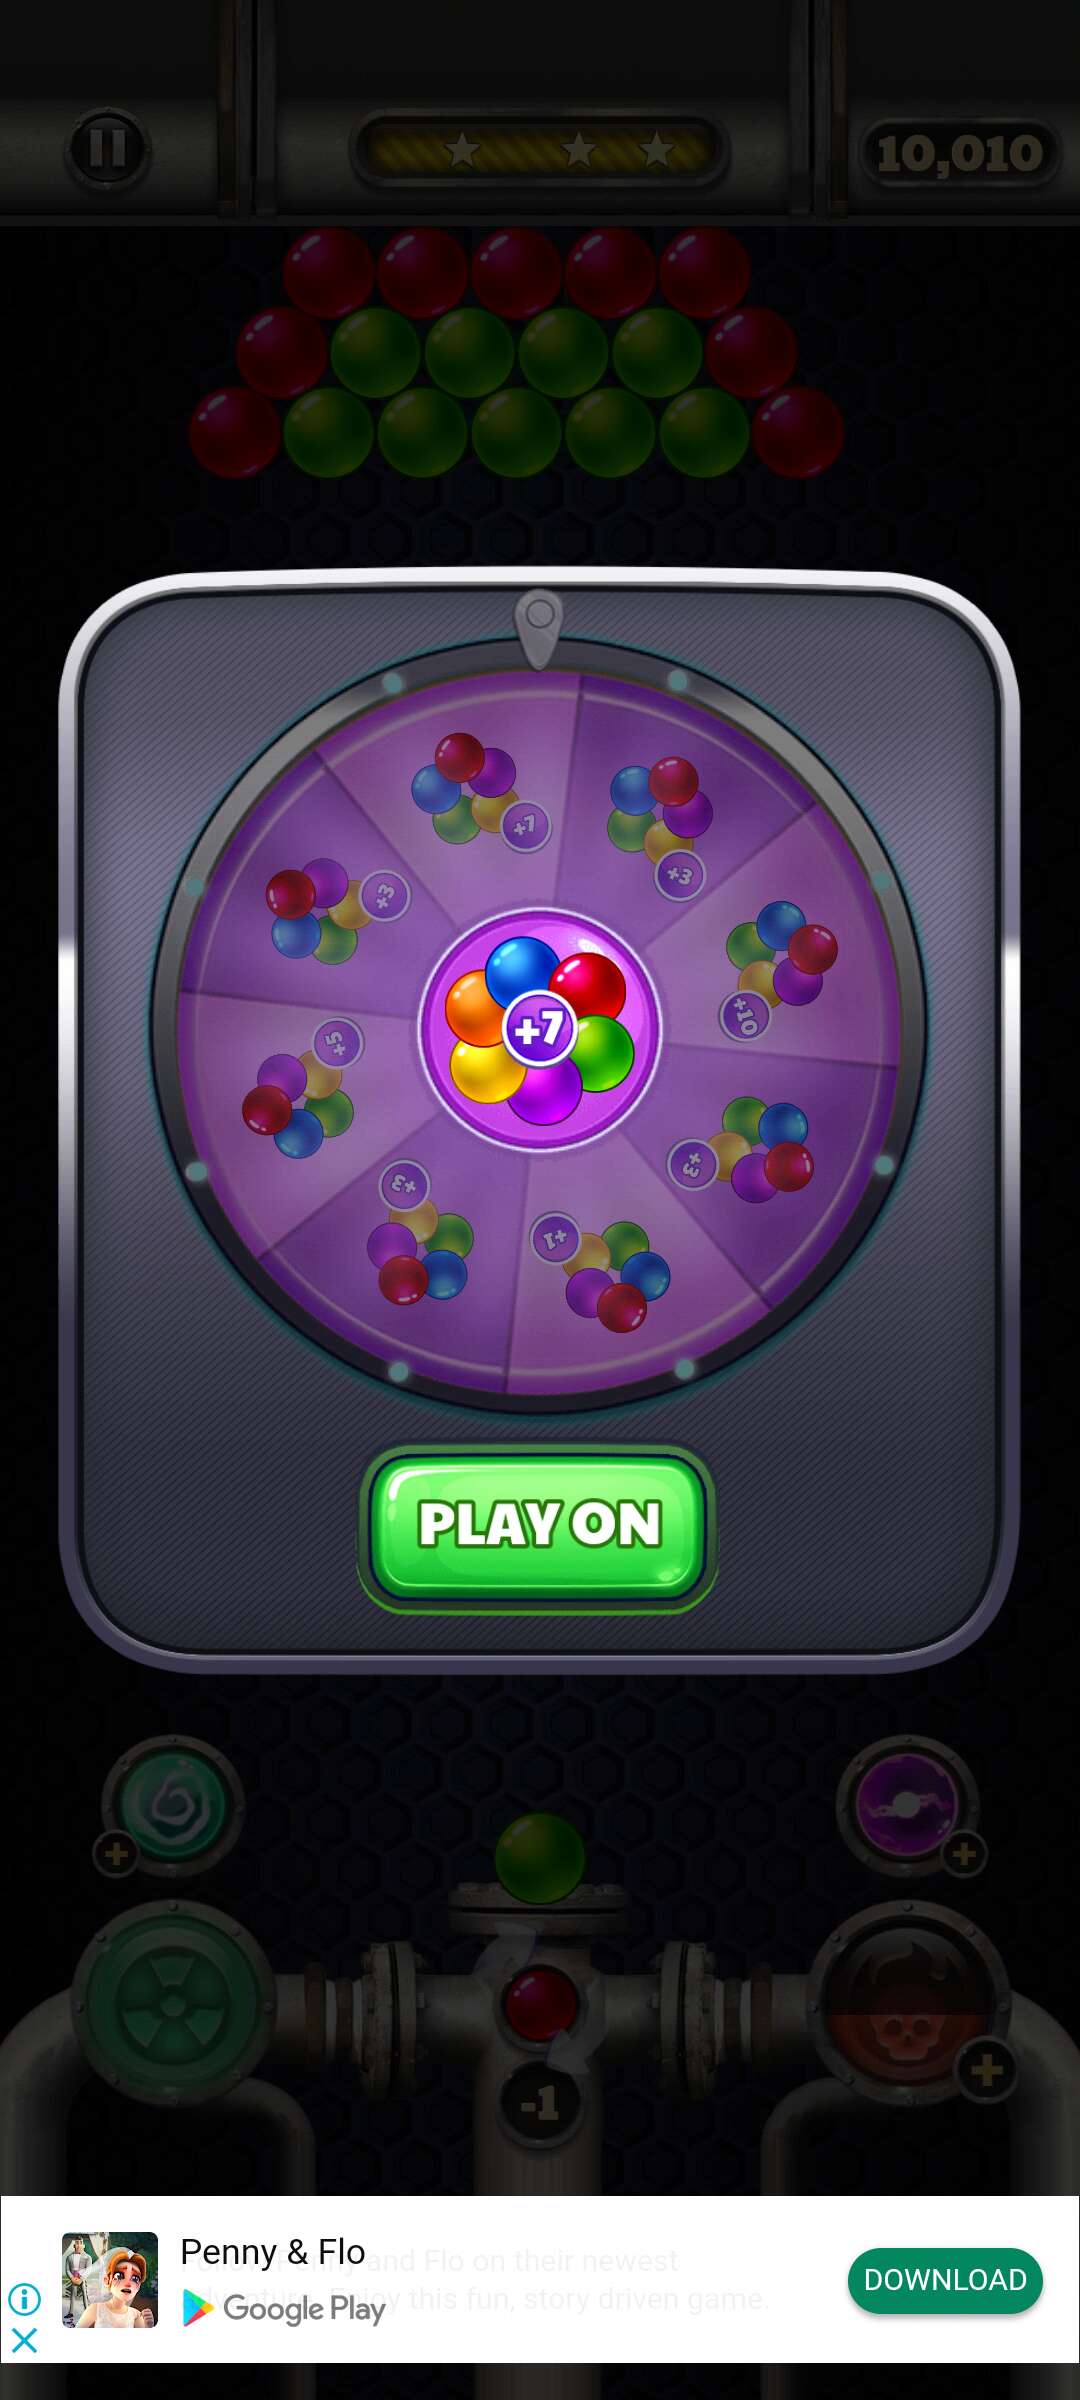 10,010
+7
+3
+3
+10
+7
+5
+3
+3
+1
PLAY ON
-1
Penny & Flo
Follow Penny and Flo on their newest
adventure. Enjoy this fun, story driven game.
Google Play
DOWNLOAD